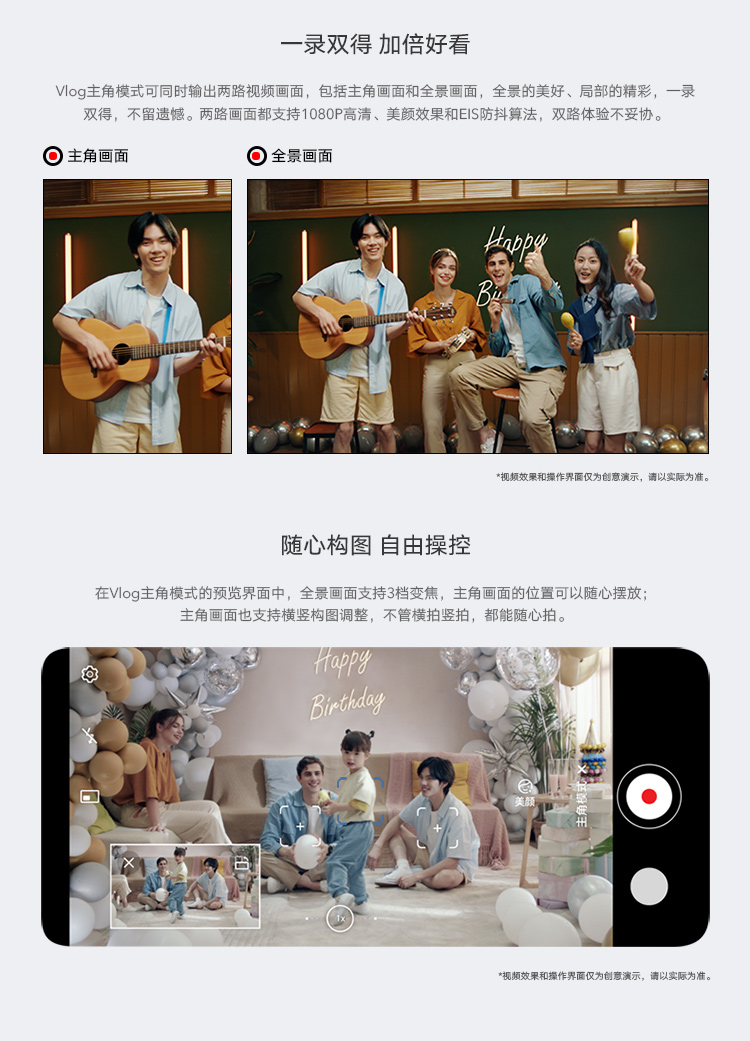 一录双得 加倍好看
Vlog主角模式可同时输出两路视频画面，包括主角画面和全景画面，全景的美好、局部的精彩，一录
双得，不留遗憾。两路画面都支持1080P高清、美颜效果和EIS防抖算法，双路体验不妥协。
主角画面
全景画面
Happy
Bi
*视频效果和操作界面仅为创意演示，请以实际为准。
随心构图 自由操控
在Vlog主角模式的预览界面中，全景画面支持3档变焦，主角画面的位置可以随心摆放；
主角画面也支持横竖构图调整，不管横拍竖拍，都能随心拍。
Happy
Birthday
美颜
主角模式
1x
*视频效果和操作界面仅为创意演示，请以实际为准。